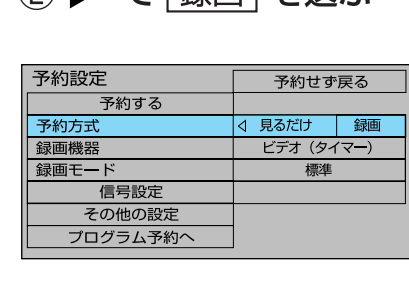 ② ▶ で 録画 を選ぶ
予約設定 予約せず戻る
予約する
予約方式 ◁ 見るだけ 録画
録画機器 ビデオ（タイマー）
録画モード 標準
信号設定
その他の設定
プログラム予約へ